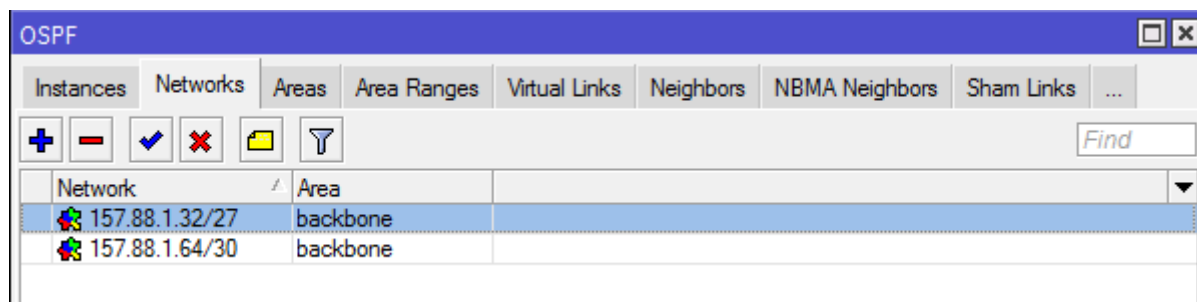 OSPF
Instances Networks Areas Area Ranges Virtual Links Neighbors NBMA Neighbors Sham Links ...
Find
Network Area
157.88.1.32/27 backbone
157.88.1.64/30 backbone